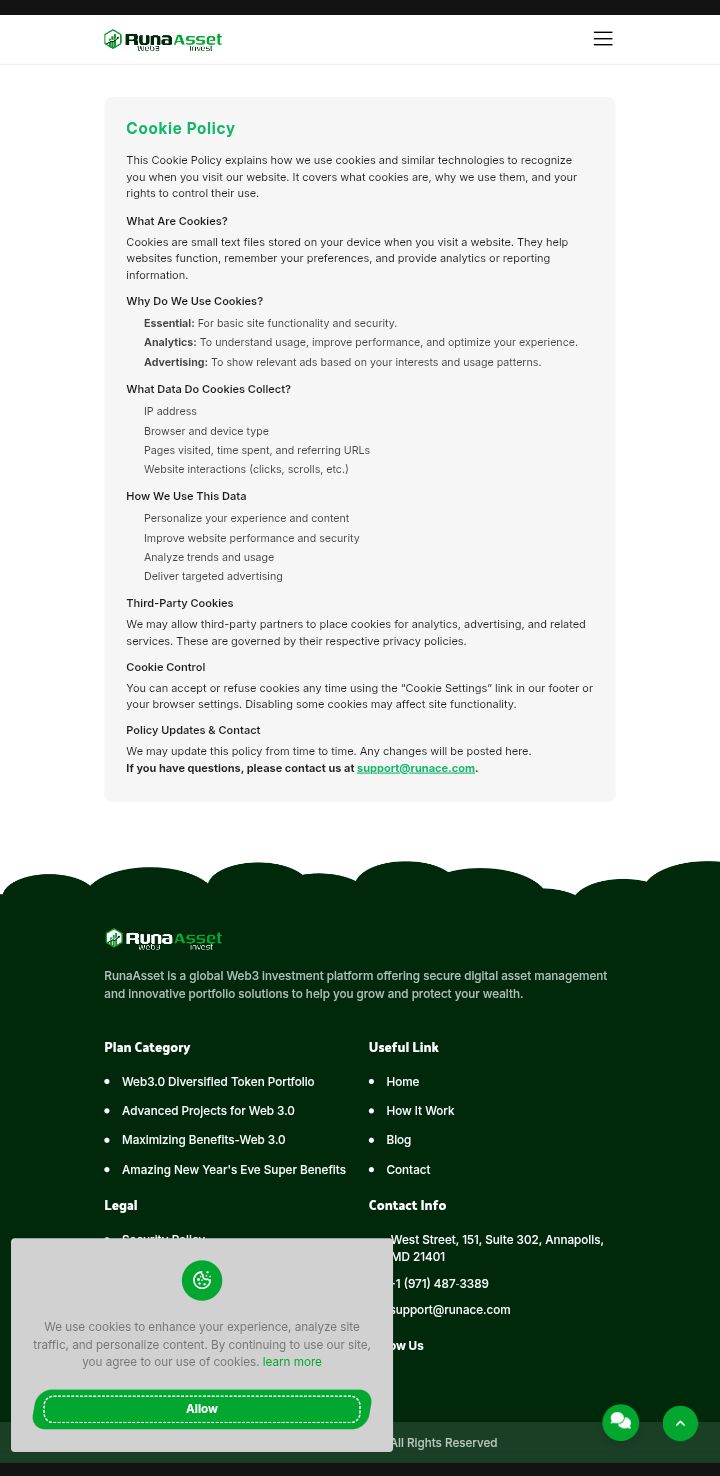 RunaAsset
Web3 Invest
Cookie Policy
This Cookie Policy explains how we use cookies and similar technologies to recognize
you when you visit our website. It covers what cookies are, why we use them, and your
rights to control their use.
What Are Cookies?
Cookies are small text files stored on your device when you visit a website. They help
websites function, remember your preferences, and provide analytics or reporting
information.
Why Do We Use Cookies?
Essential: For basic site functionality and security.
Analytics: To understand usage, improve performance, and optimize your experience.
Advertising: To show relevant ads based on your interests and usage patterns.
What Data Do Cookies Collect?
IP address
Browser and device type
Pages visited, time spent, and referring URLs
Website interactions (clicks, scrolls, etc.)
How We Use This Data
Personalize your experience and content
Improve website performance and security
Analyze trends and usage
Deliver targeted advertising
Third-Party Cookies
We may allow third-party partners to place cookies for analytics, advertising, and related
services. These are governed by their respective privacy policies.
Cookie Control
You can accept or refuse cookies any time using the “Cookie Settings” link in our footer or
your browser settings. Disabling some cookies may affect site functionality.
Policy Updates & Contact
We may update this policy from time to time. Any changes will be posted here.
If you have questions, please contact us at support@runace.com.
RunaAsset
Web3 Invest
RunaAsset is a global Web3 investment platform offering secure digital asset management
and innovative portfolio solutions to help you grow and protect your wealth.
Plan Category
Web3.0 Diversified Token Portfolio
Advanced Projects for Web 3.0
Maximizing Benefits-Web 3.0
Amazing New Year's Eve Super Benefits
Useful Link
Home
How It Work
Blog
Contact
Legal
Security Policy
Contact Info
West Street, 151, Suite 302, Annapolis,
MD 21401
1 (971) 487-3389
support@runace.com
ow Us
We use cookies to enhance your experience, analyze site
traffic, and personalize content. By continuing to use our site,
you agree to our use of cookies. learn more
Allow
All Rights Reserved